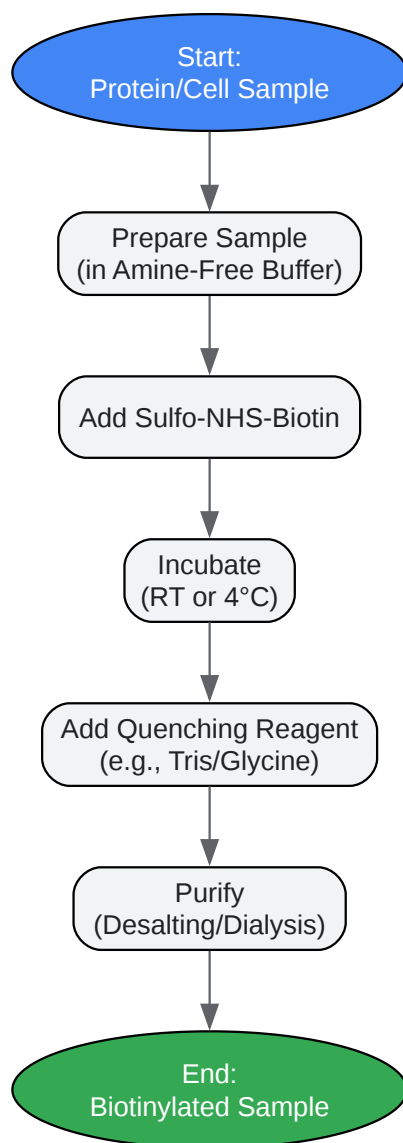 Start:
Protein/Cell Sample
Prepare Sample
(in Amine-Free Buffer)
Add Sulfo-NHS-Biotin
Incubate
(RT or 4°C)
Add Quenching Reagent
(e.g., Tris/Glycine)
Purify
(Desalting/Dialysis)
End:
Biotinylated Sample